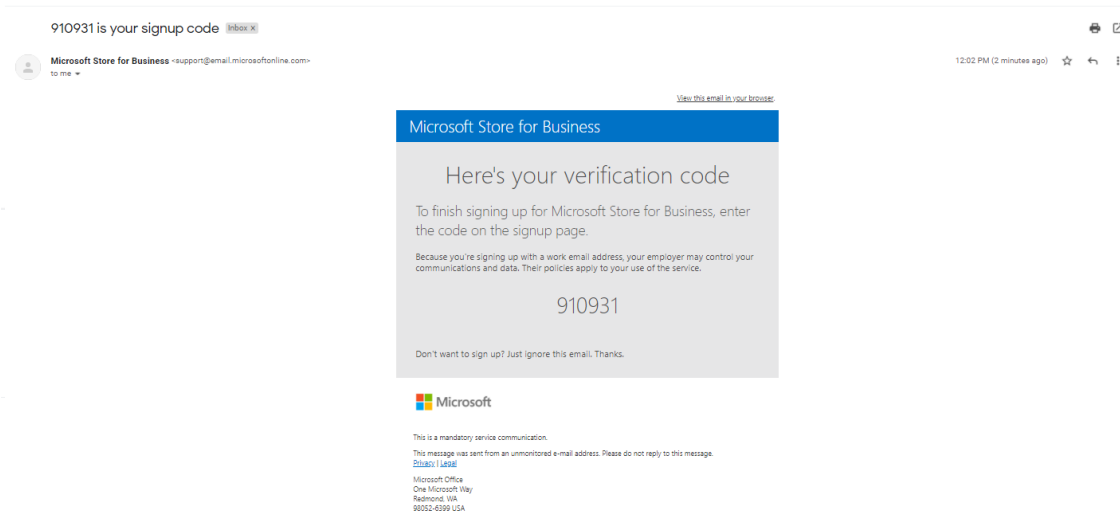 910931 is your signup code Inbox x
Microsoft Store for Business <support@email.microsoftonline.com>
12:02 PM (2 minutes ago)
to me
View this email in your browser.
Microsoft Store for Business
Here's your verification code
To finish signing up for Microsoft Store for Business, enter
the code on the signup page.
Because you're signing up with a work email address, your employer may control your
communications and data. Their policies apply to your use of the service.
910931
Don't want to sign up? Just ignore this email. Thanks.
Microsoft
This is a mandatory service communication.
This message was sent from an unmonitored e-mail address. Please do not reply to this message.
Privacy | Legal
Microsoft Office
One Microsoft Way
Redmond, WA
98052-6399 USA